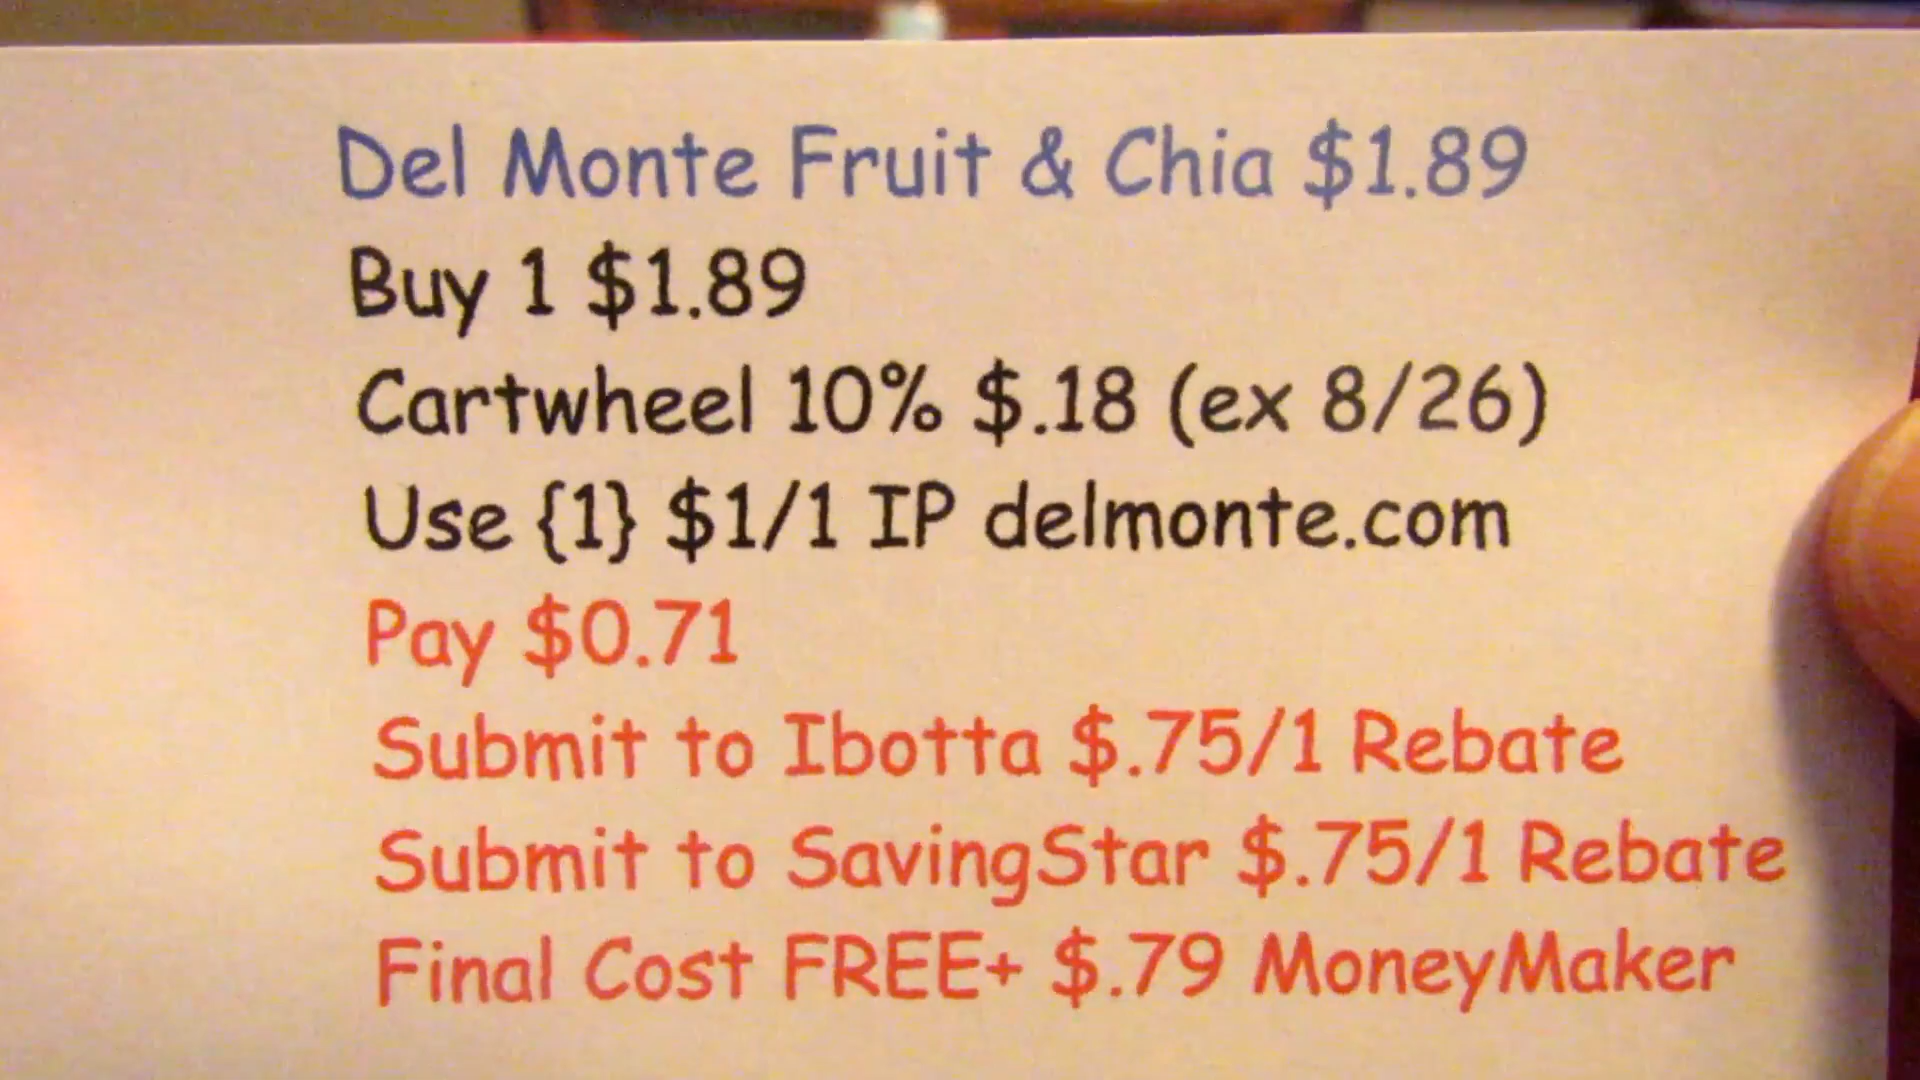 Del Monte Fruit & Chia $1.89
Buy 1 $1.89
Cartwheel 10% $.18 (ex 8/26)
Use {1} $1/1 IP delmonte.com
Pay $0.71
Submit to Ibotta $.75/1 Rebate
Submit to SavingStar $.75/1 Rebate
Final Cost FREE+ $.79 MoneyMaker